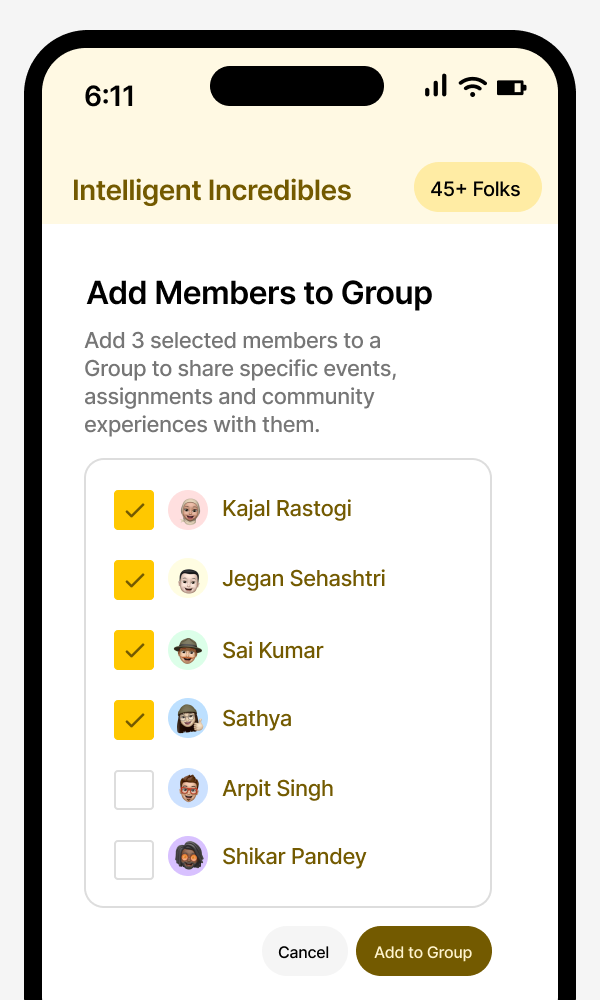 6:11
Intelligent Incredibles
45+ Folks
Add Members to Group
Add 3 selected members to a
Group to share specific events,
assignments and community
experiences with them.
Kajal Rastogi
Jegan Sehashtri
Sai Kumar
Sathya
Arpit Singh
Shikar Pandey
Cancel
Add to Group